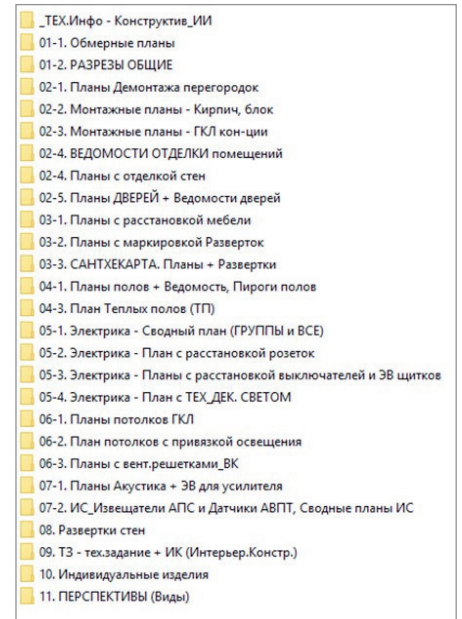 _ТЕХ.Инфо - Конструктив_ИИ
01-1. Обмерные планы
01-2. РАЗРЕЗЫ ОБЩИЕ
02-1. Планы Демонтажа перегородок
02-2. Монтажные планы - Кирпич, блок
02-3. Монтажные планы - ГКЛ кон-ции
02-4. ВЕДОМОСТИ ОТДЕЛКИ помещений
02-4. Планы с отделкой стен
02-5. Планы ДВЕРЕЙ + Ведомости дверей
03-1. Планы с расстановкой мебели
03-2. Планы с маркировкой Разверток
03-3. САНТХЕКАРТА. Планы + Развертки
04-1. Планы полов + Ведомость, Пироги полов
04-3. План Теплых полов (ТП)
05-1. Электрика - Сводный план (ГРУППЫ и ВСЕ)
05-2. Электрика - План с расстановкой розеток
05-3. Электрика - Планы с расстановкой выключателей и ЭВ щитков
05-4. Электрика - План с ТЕХ_ДЕК. СВЕТОМ
06-1. Планы потолков ГКЛ
06-2. План потолков с привязкой освещения
06-3. Планы с вент.решетками_ВК
07-1. Планы Акустика + ЭВ для усилителя
07-2. ИС_Извещатели АПС и Датчики АВПТ, Сводные планы ИС
08. Развертки стен
09. ТЗ - тех.задание + ИК (Интерьер.Констр.)
10. Индивидуальные изделия
11. ПЕРСПЕКТИВЫ (Виды)